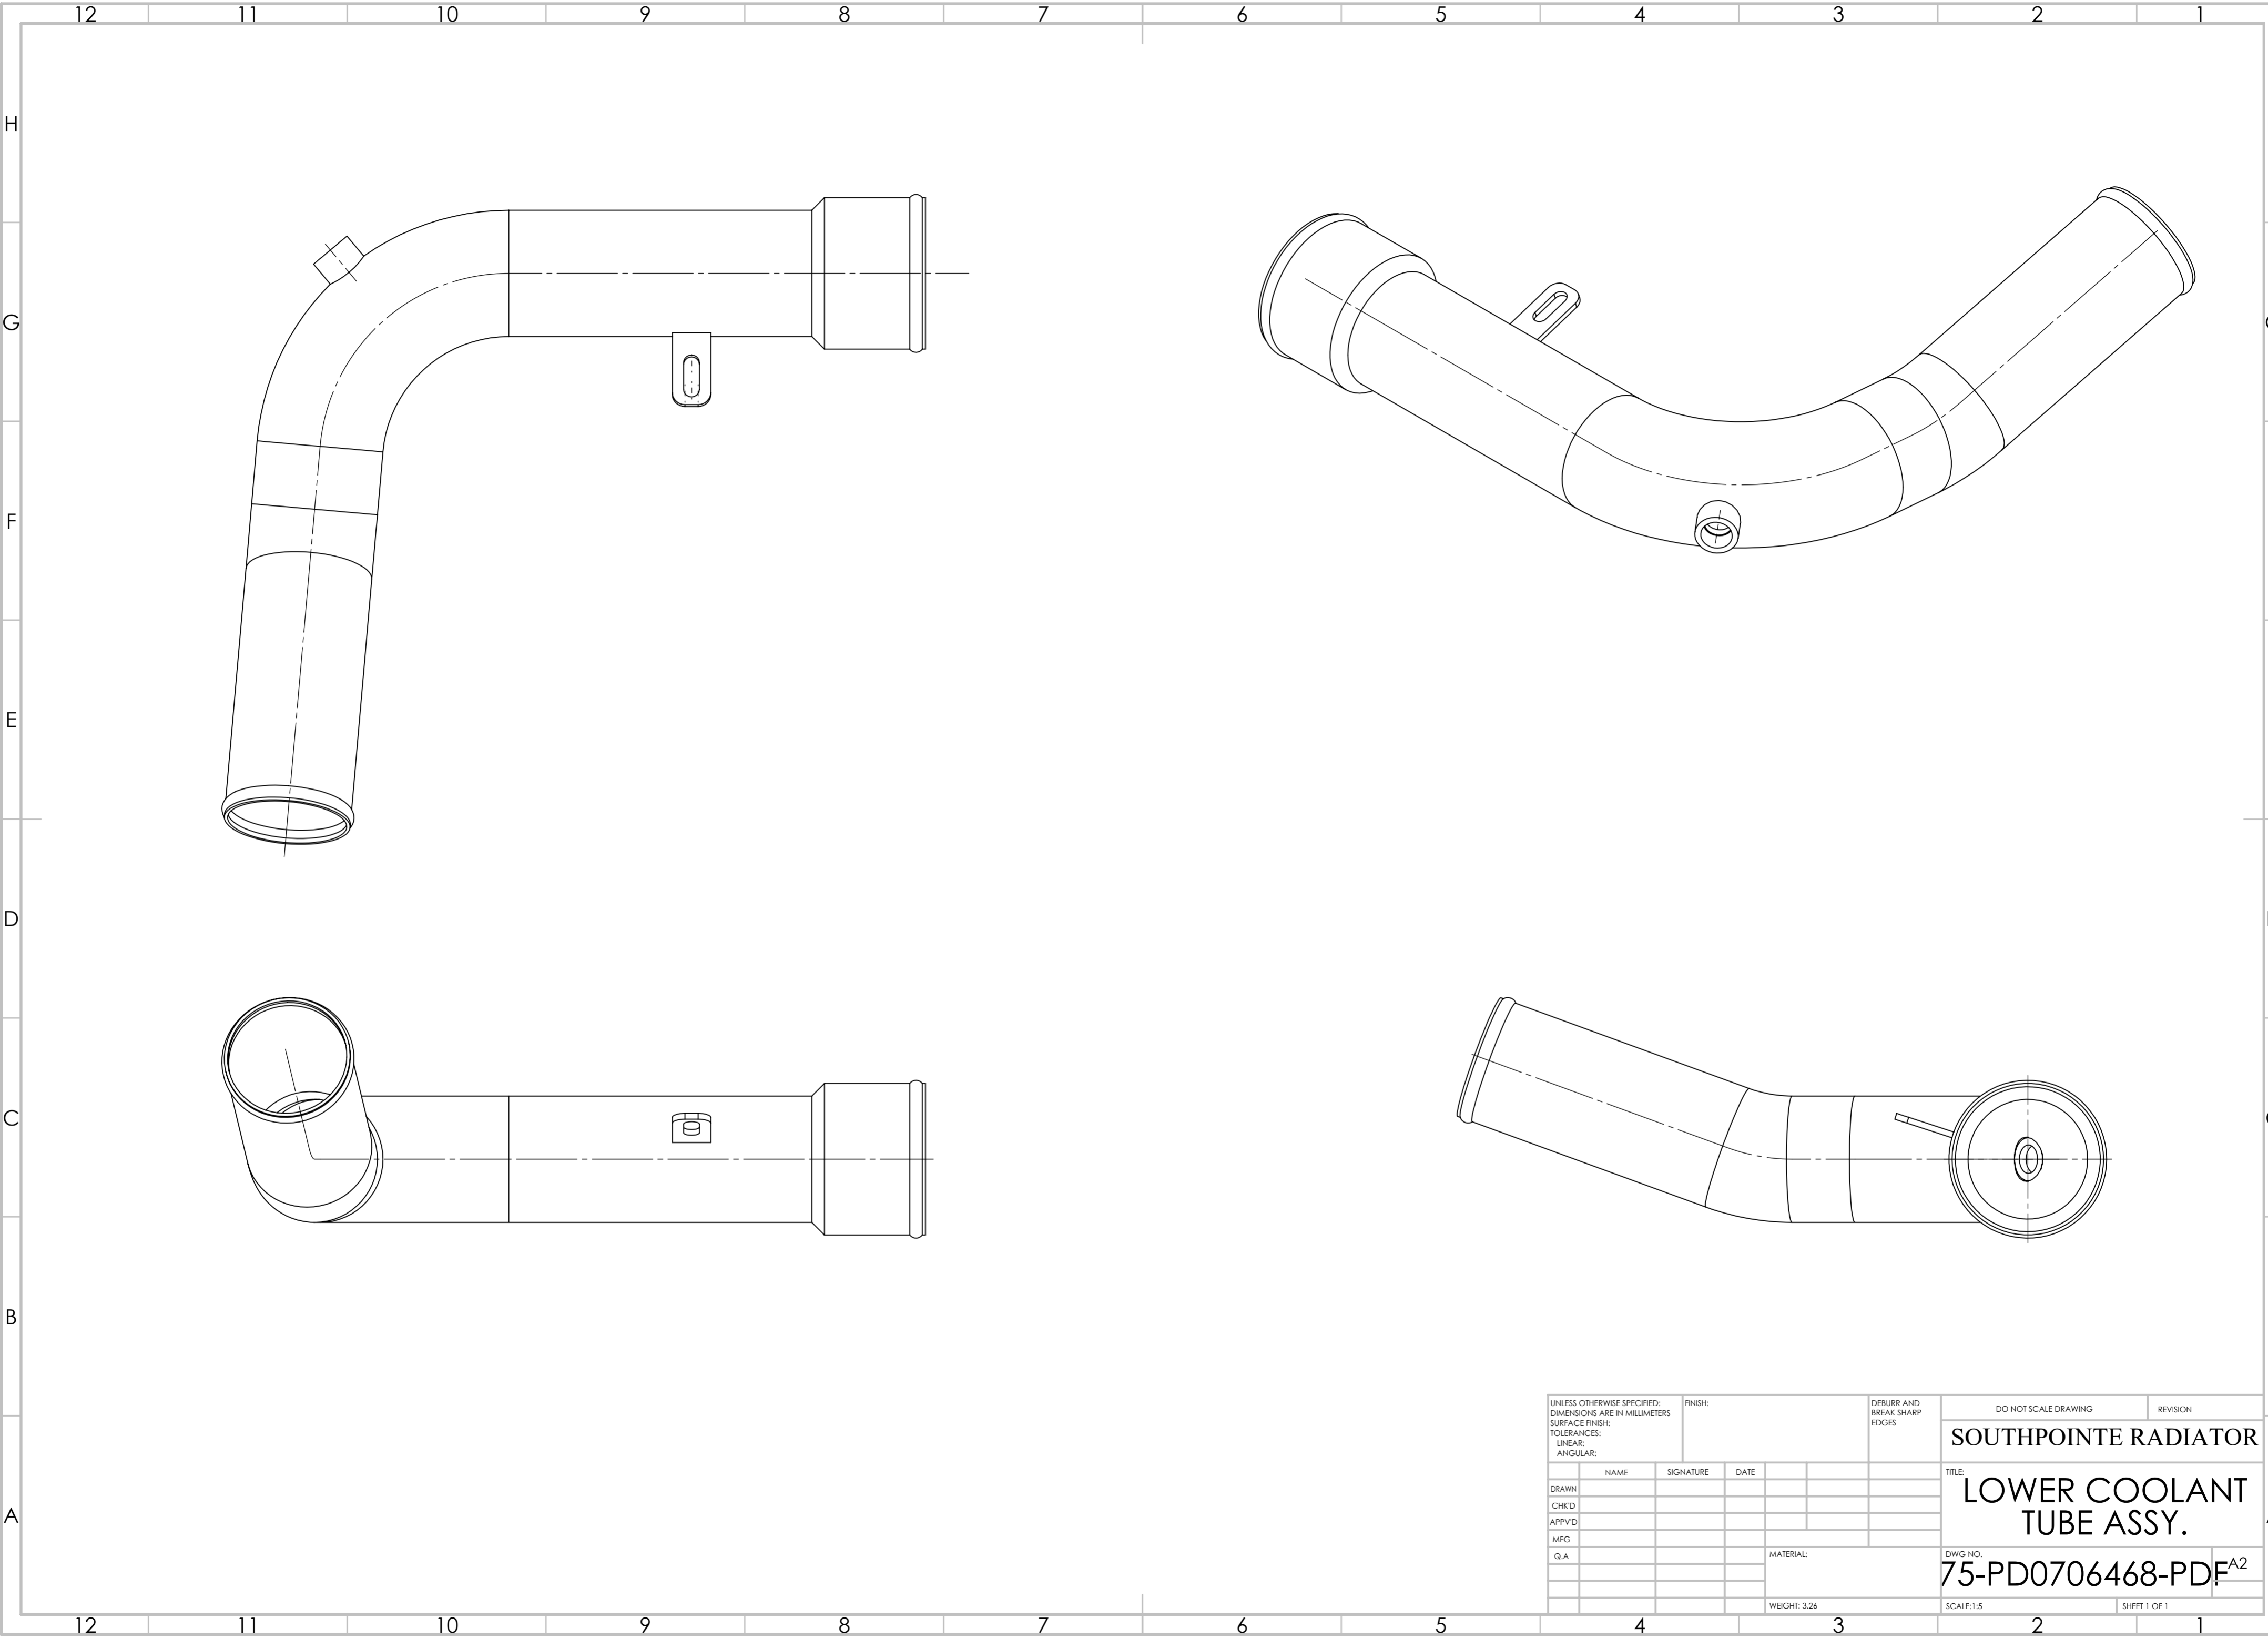 12 11 10 9 8 7 6 5 4 3 2 1
H
G
F
E
D
C
B
A
UNLESS OTHERWISE SPECIFIED:
DIMENSIONS ARE IN MILLIMETERS
SURFACE FINISH:
TOLERANCES:
LINEAR:
ANGULAR:
FINISH:
DEBURR AND
BREAK SHARP
EDGES
DO NOT SCALE DRAWING
REVISION
SOUTHPOINTE RADIATOR
NAME SIGNATURE DATE
DRAWN
CHK'D
APPV'D
MFG
Q.A
TITLE:
LOWER COOLANT
TUBE ASSY.
MATERIAL:
DWG NO.
75-PD0706468-PDF
A2
WEIGHT: 3.26
SCALE:1:5
SHEET 1 OF 1
12 11 10 9 8 7 6 5 4 3 2 1